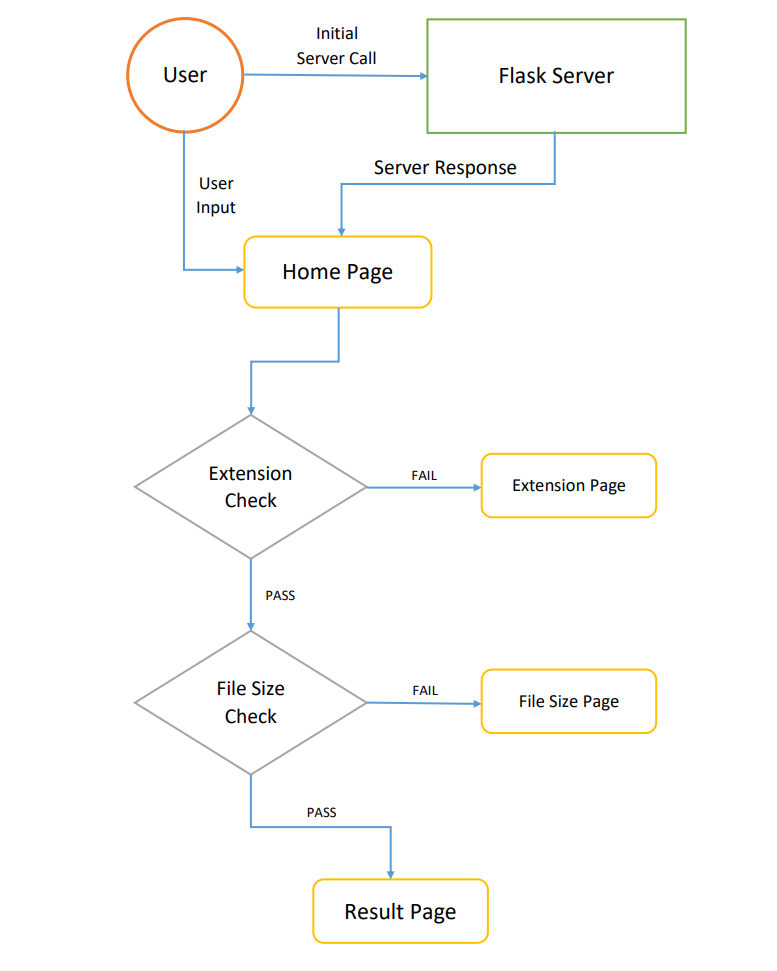 Initial
Server Call
User
Flask Server
Server Response
User
Input
Home Page
Extension
Check
FAIL
Extension Page
PASS
File Size
Check
FAIL
File Size Page
PASS
Result Page